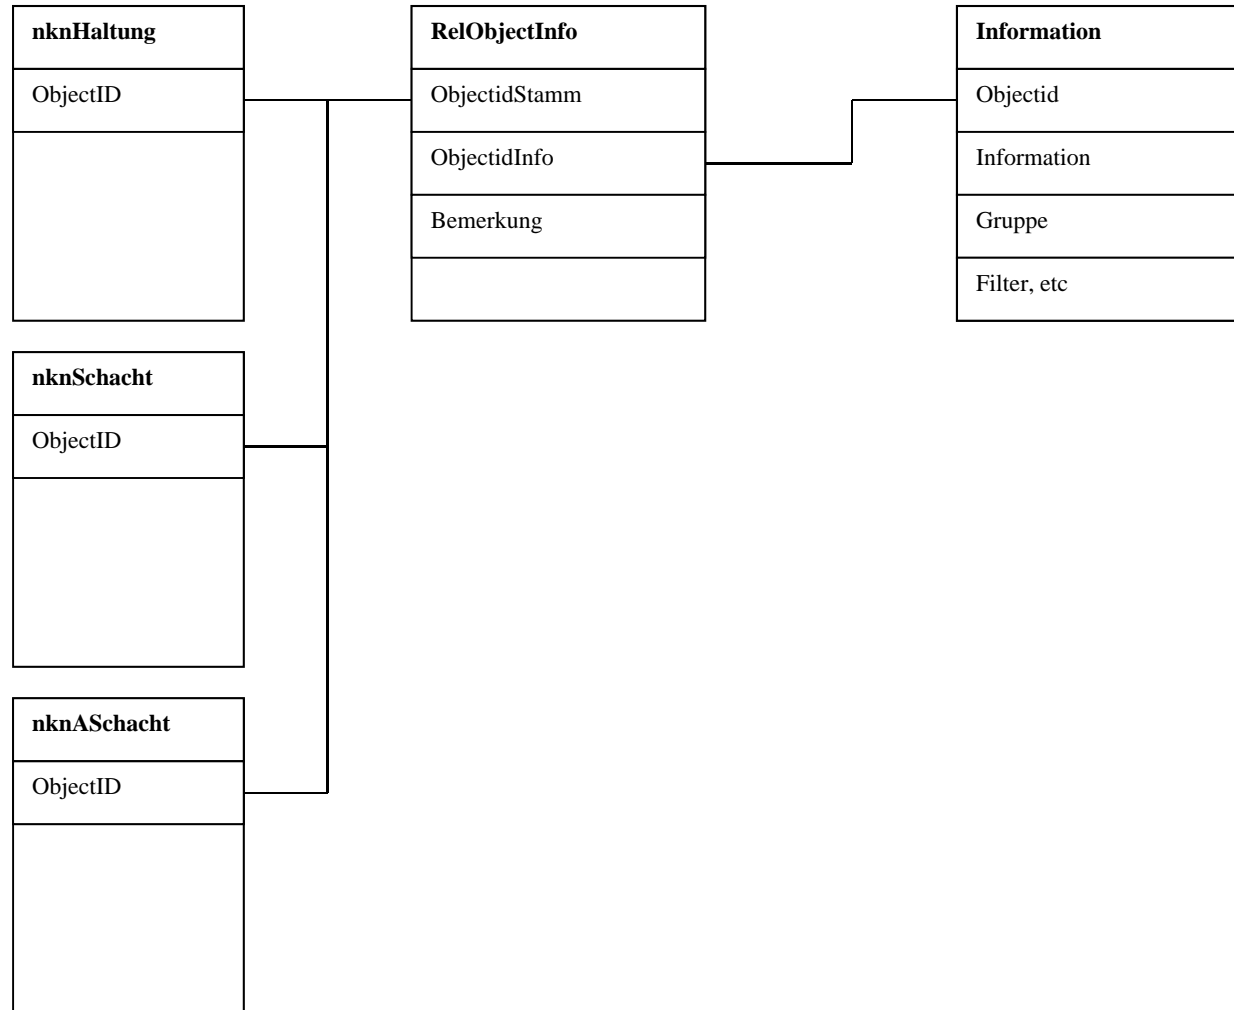 nknHaltung
ObjectID
RelObjectInfo
ObjectidStamm
ObjectidInfo
Bemerkung
Information
Objectid
Information
Gruppe
Filter, etc
nknSchacht
ObjectID
nknASchacht
ObjectID